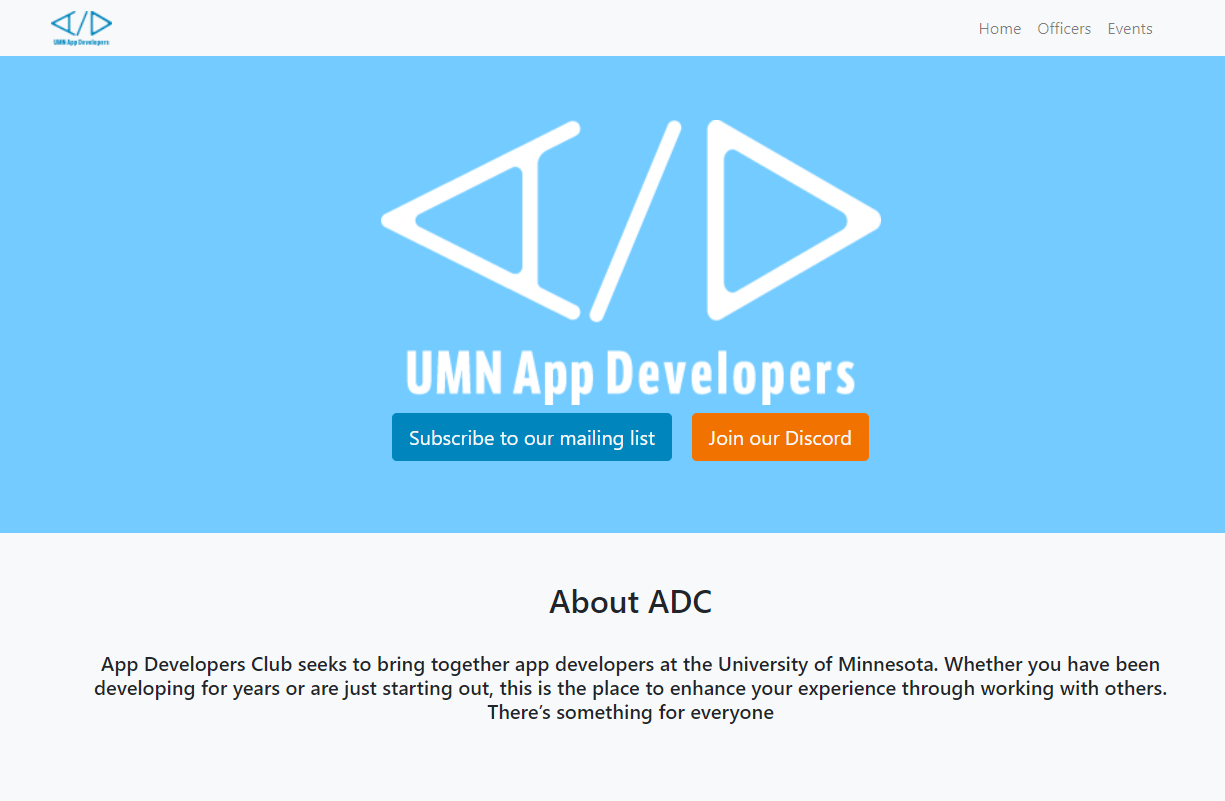 UMN App Developers
Home Officers Events
UMN App Developers
Subscribe to our mailing list
Join our Discord
About ADC
App Developers Club seeks to bring together app developers at the University of Minnesota. Whether you have been
developing for years or are just starting out, this is the place to enhance your experience through working with others.
There’s something for everyone